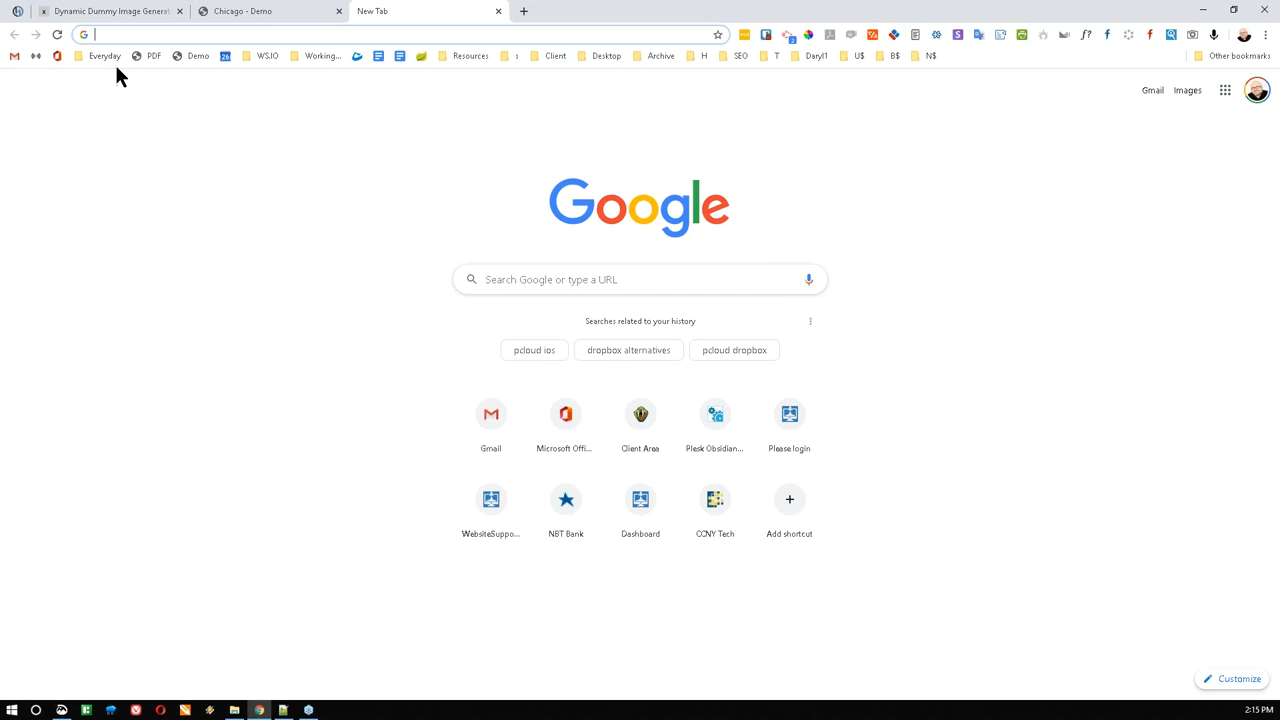 Dynamic Dummy Image Generat
Chicago - Demo
New Tab
Everyday
PDF
Demo
26
WS.IO
Working...
Resources
s
Client
Desktop
Archive
H
SEO
T
Daryl1
U$
B$
N$
Other bookmarks
Gmail
Images
Google
Search Google or type a URL
Searches related to your history
pcloud ios
dropbox alternatives
pcloud dropbox
Gmail
Microsoft Offi...
Client Area
Plesk Obsidian...
Please login
WebsiteSuppo...
NBT Bank
Dashboard
CCNY Tech
Add shortcut
Customize
2:15 PM